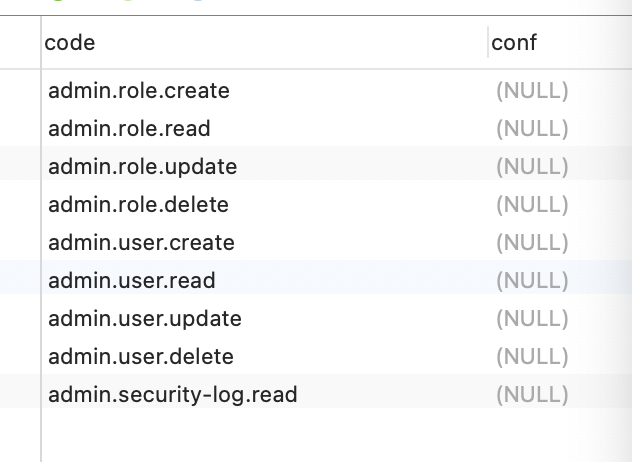 code conf
admin.role.create (NULL)
admin.role.read (NULL)
admin.role.update (NULL)
admin.role.delete (NULL)
admin.user.create (NULL)
admin.user.read (NULL)
admin.user.update (NULL)
admin.user.delete (NULL)
admin.security-log.read (NULL)